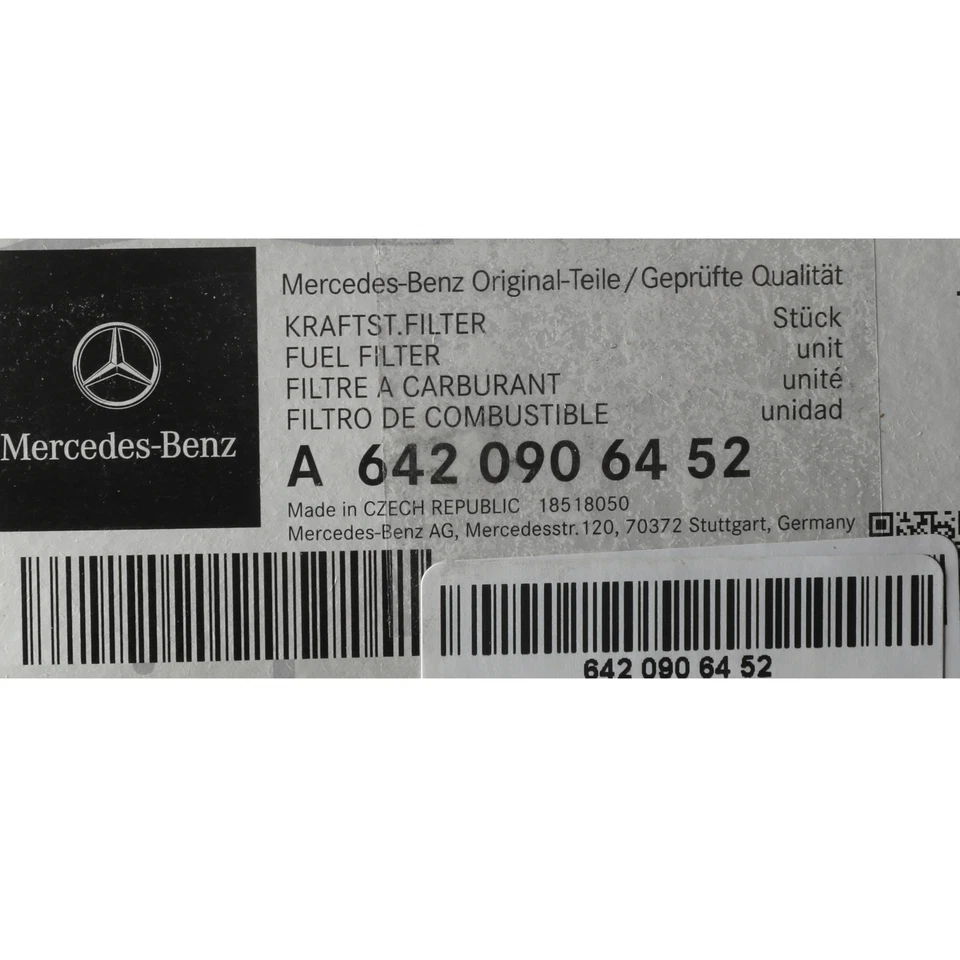 Mercedes-Benz
Mercedes-Benz Original-Teile/Geprüfte Qualität
KRAFTST.FILTER Stück
FUEL FILTER unit
FILTRE A CARBURANT unité
FILTRO DE COMBUSTIBLE unidad
A 642 090 64 52
Made in CZECH REPUBLIC 18518050
Mercedes-Benz AG, Mercedesstr.120, 70372 Stuttgart, Germany
642 090 64 52